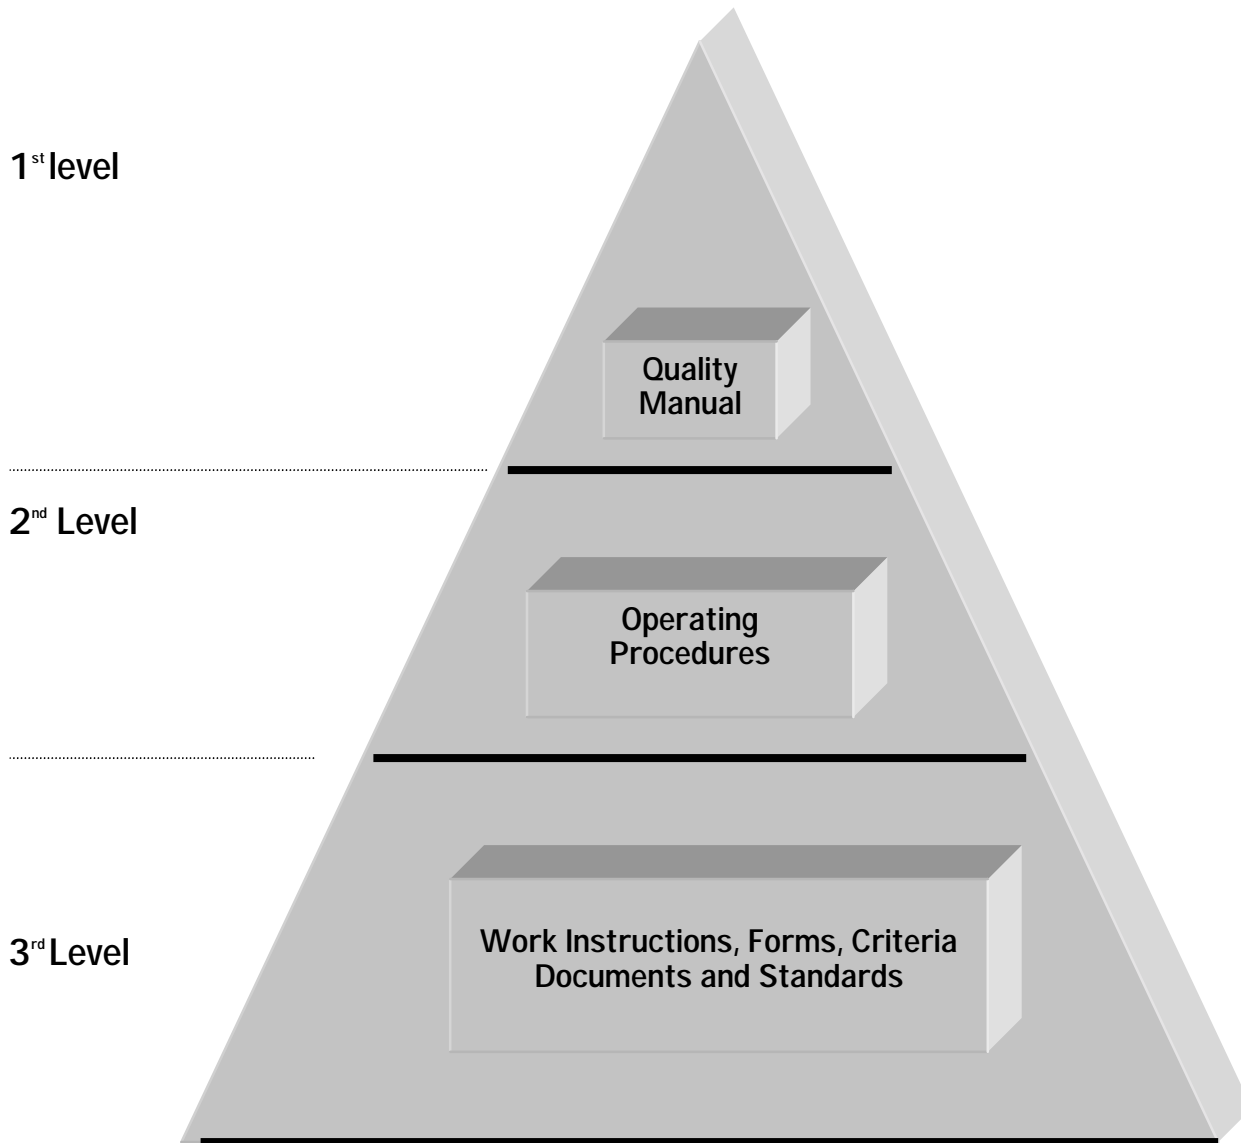 1st level
Quality
Manual
2nd Level
Operating
Procedures
3rd Level
Work Instructions, Forms, Criteria
Documents and Standards